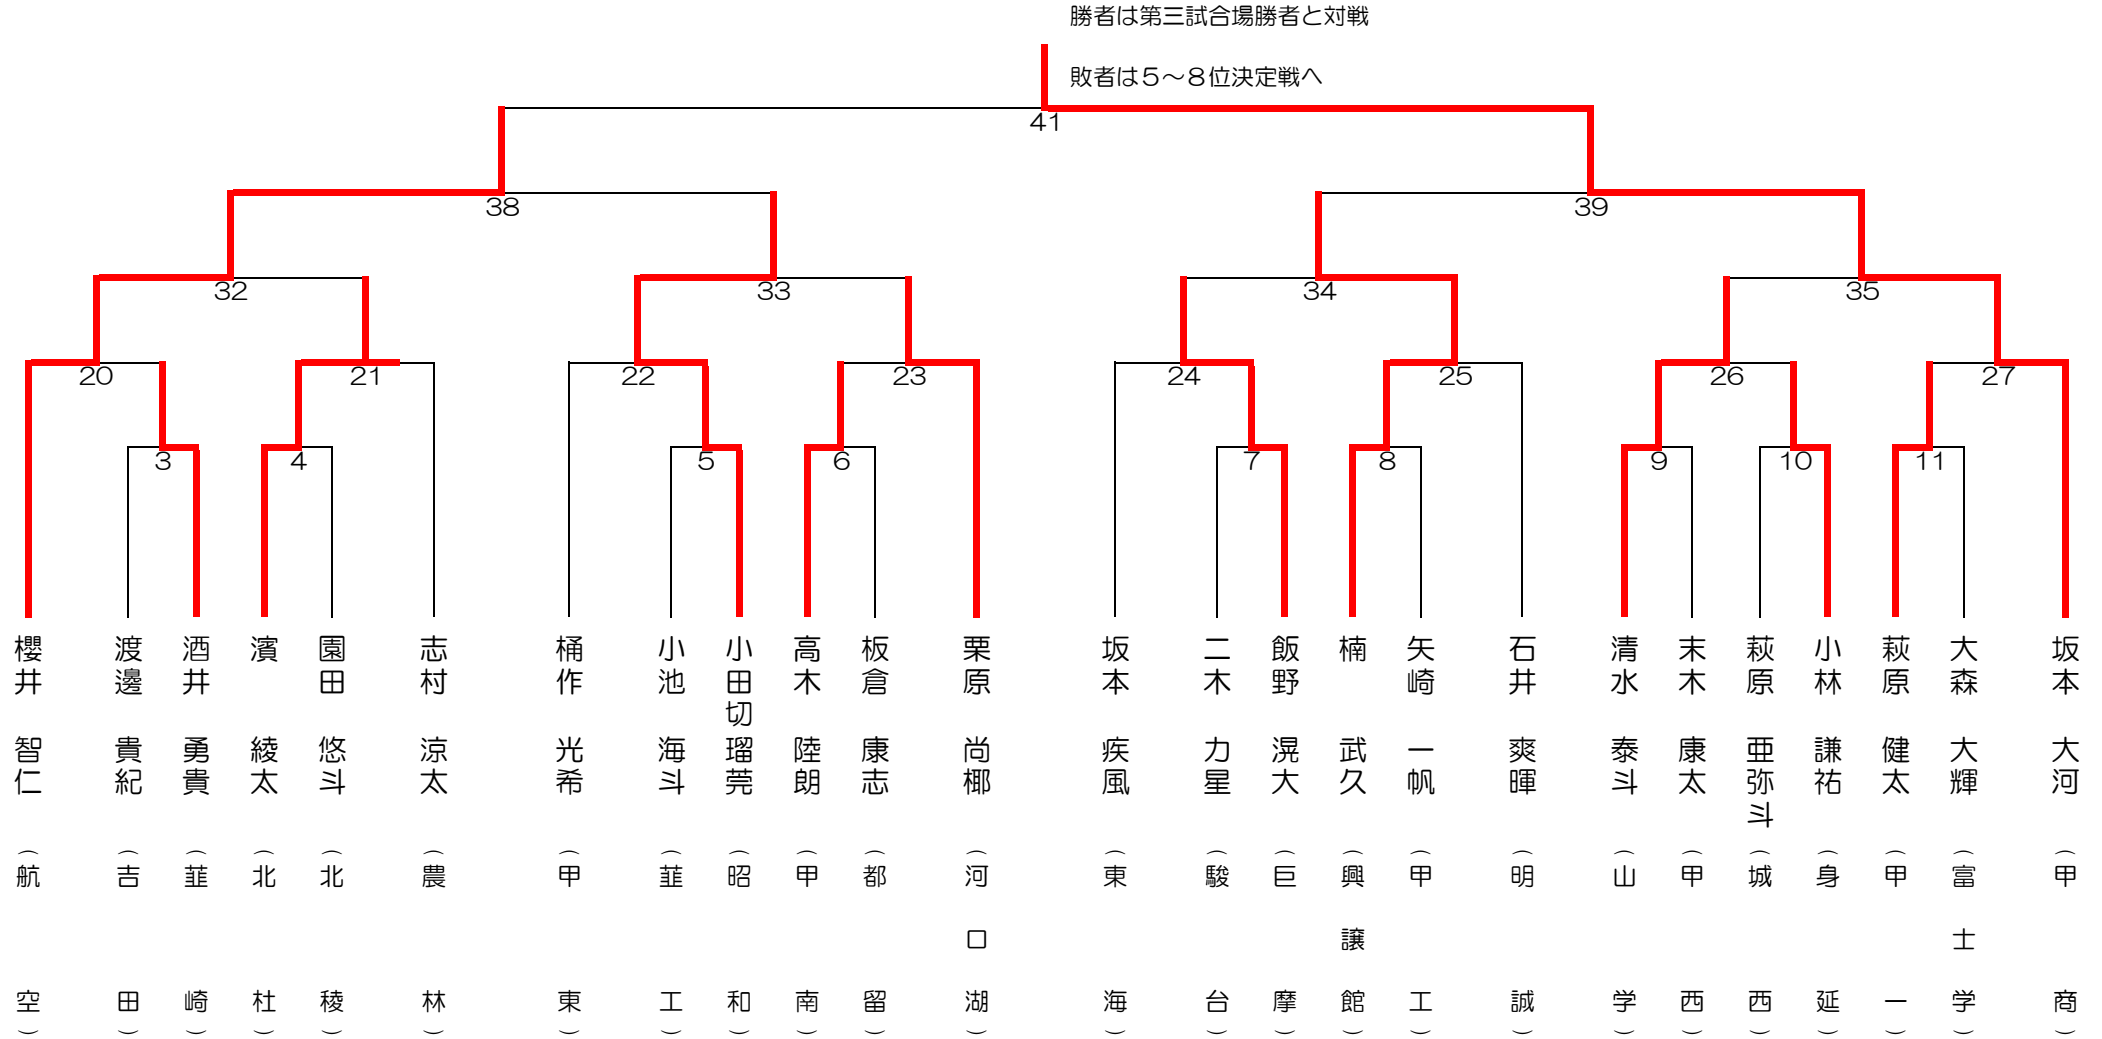 勝者は第三試合場勝者と対戦
敗者は５～８位決定戦へ
41
38
39
32
33
34
35
20
21
22
23
24
25
26
27
3
4
5
6
7
8
9
10
11
櫻井 智仁 （航空）
渡邊 貴紀 （吉田）
酒井 勇貴 （韮崎）
濱 綾太 （北杜）
園田 悠斗 （北稜）
志村 涼太 （農林）
桶作 光希 （甲東）
小池 海斗 （韮工）
小田切 瑠莞 （昭和）
高木 陸朗 （甲南）
板倉 康志 （都留）
栗原 尚椰 （河口湖）
坂本 疾風 （東海）
二木 力星 （駿台）
飯野 滉大 （巨摩）
楠 武久 （興譲館）
矢崎 一帆 （甲工）
石井 爽暉 （明誠）
清水 泰斗 （山学）
末木 康太 （甲西）
萩原 亜弥斗 （城西）
小林 謙祐 （身延）
萩原 健太 （甲一）
大森 大輝 （富士学）
坂本 大河 （甲商）